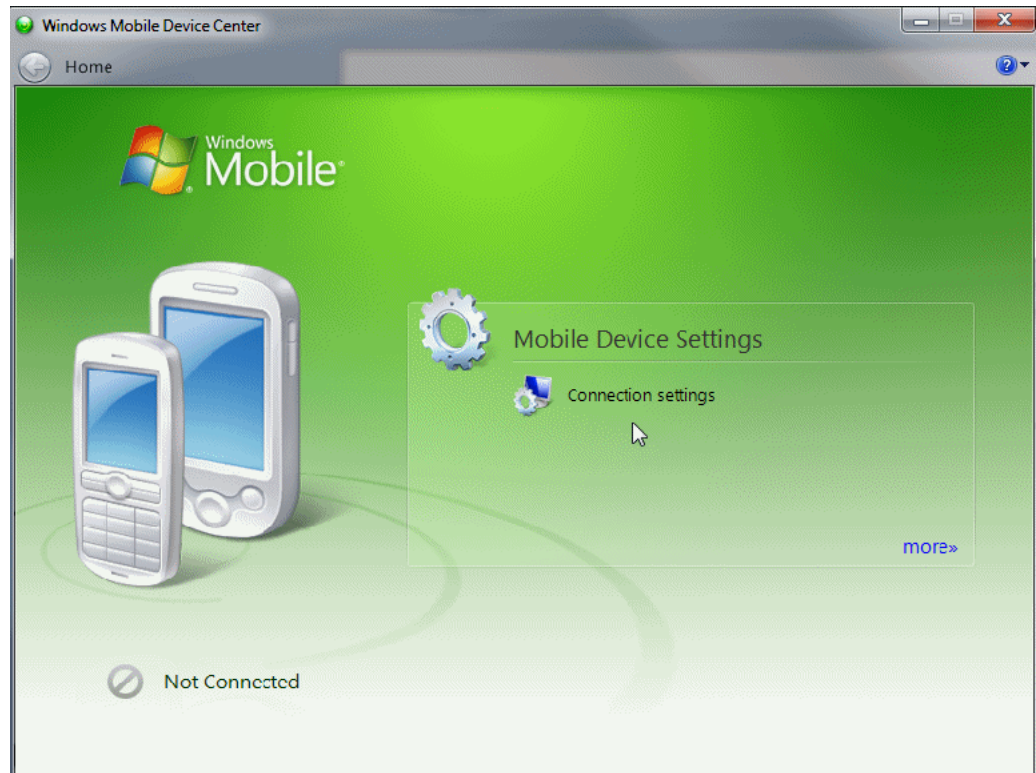 Windows Mobile Device Center
Home
Windows
Mobile®
Mobile Device Settings
Connection settings
more»
Not Connected